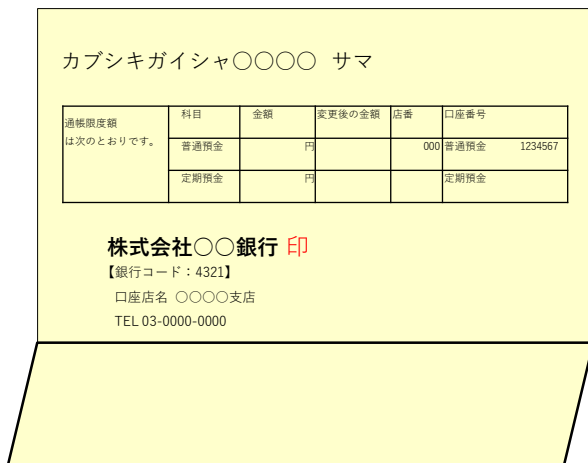 カブシキガイシャ○○○○ サマ
通帳限度額
は次のとおりです。
科目 金額 変更後の金額 店番 口座番号
普通預金 円 000 普通預金 1234567
定期預金 円 定期預金
株式会社○○銀行 印
【銀行コード：4321】
口座店名 ○○○○支店
TEL 03-0000-0000